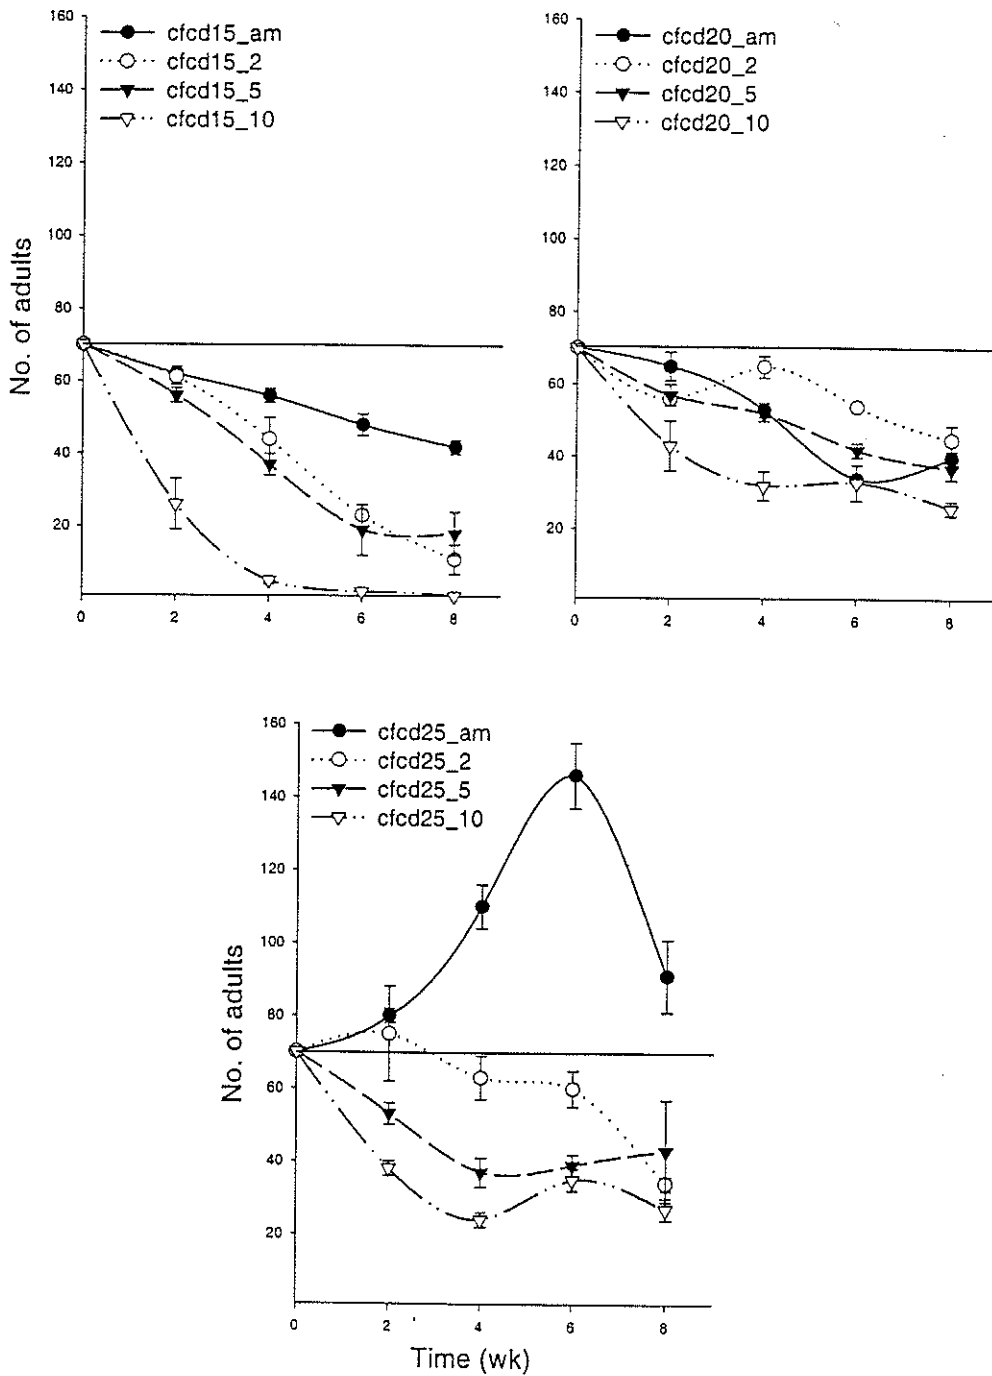 160
140
120
100
80
60
40
20
No. of adults
cfcd15_am
cfcd15_2
cfcd15_5
cfcd15_10
0 2 4 6 8
160
140
120
100
80
60
40
20
cfcd20_am
cfcd20_2
cfcd20_5
cfcd20_10
0 2 4 6 8
160
140
120
100
80
60
40
20
No. of adults
cfcd25_am
cfcd25_2
cfcd25_5
cfcd25_10
0 2 4 6 8
Time (wk)